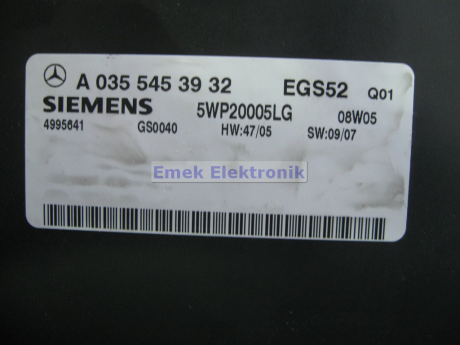 A 035 545 39 32 EGS52 Q01
SIEMENS 5WP20005LG 08W05
4995641 GS0040 HW:47/05 SW:09/07
Emek Elektronik